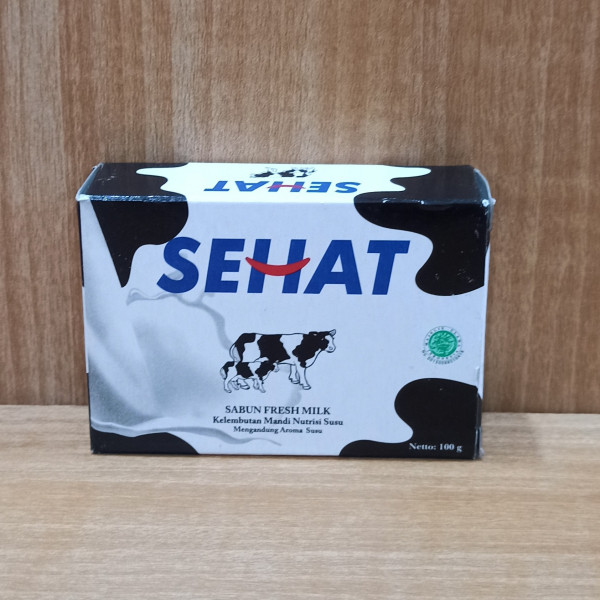 SEHAT
SEHAT
SABUN FRESH MILK
Kelembutan Mandi Nutrisi Susu
Mengandung Aroma Susu
Netto: 100 g